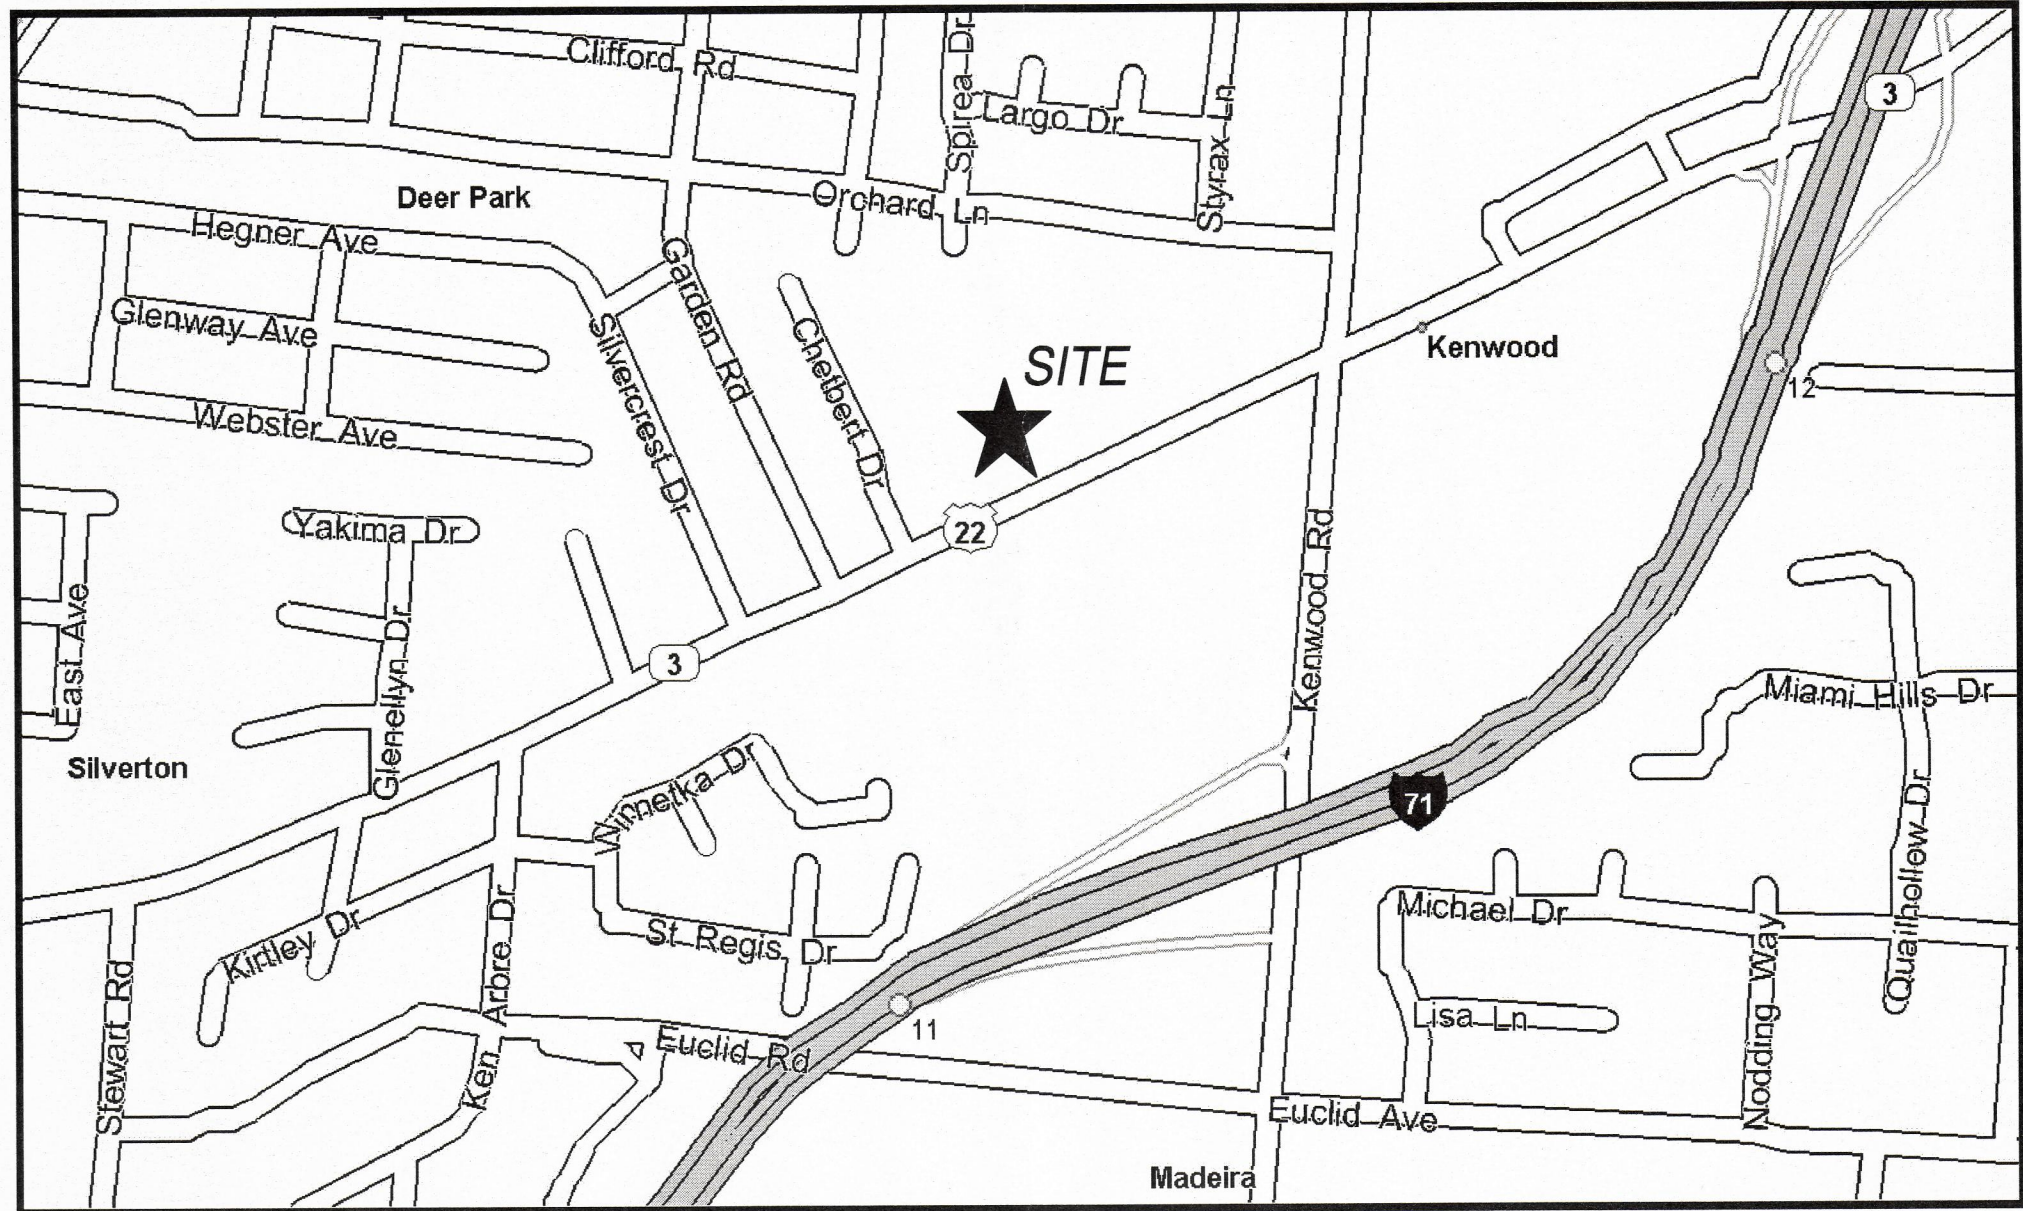 Clifford Rd
Spirea Dr
Largo Dr
Styrax Ln
3
Deer Park
Orchard Ln
Hegner Ave
Garden Rd
Glenway Ave
Silvercrest Dr
Chetbert Dr
SITE
Kenwood
12
Webster Ave
22
Yakima Dr
Kenwood Rd
East Ave
Glenellyn Dr
3
Miami Hills Dr
Silverton
Winnetka Dr
71
Quailhollow Dr
Kirtley Dr
Ken Arbre Dr
St Regis Dr
Michael Dr
Nodding Way
Stewart Rd
11
Lisa Ln
Euclid Rd
Euclid Ave
Madeira